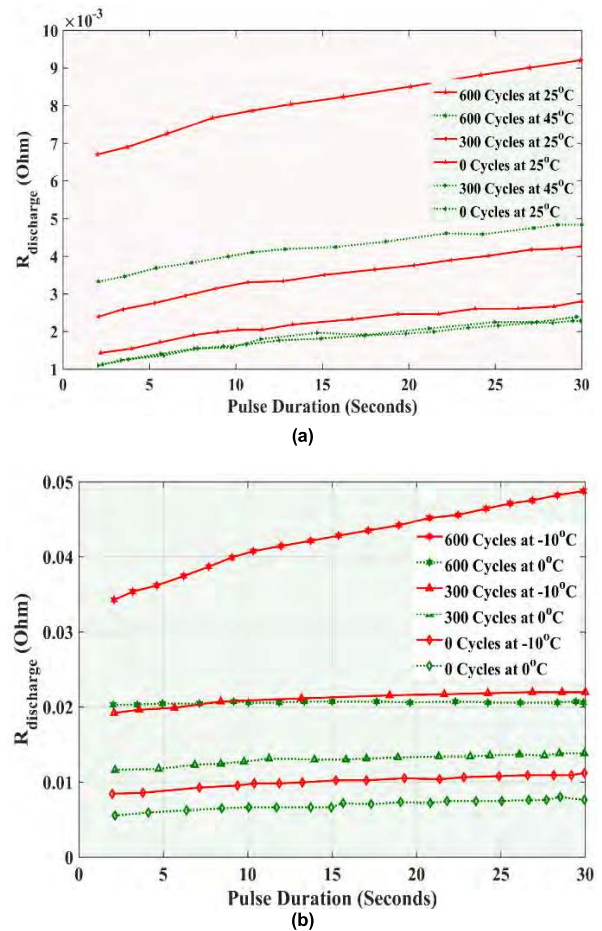 ×10⁻³
10
9
8
7
6
5
4
3
2
1
R_discharge (Ohm)
600 Cycles at 25°C
600 Cycles at 45°C
300 Cycles at 25°C
0 Cycles at 25°C
300 Cycles at 45°C
0 Cycles at 25°C
0 5 10 15 20 25 30
Pulse Duration (Seconds)
(a)
0.05
0.04
0.03
0.02
0.01
0
R_discharge (Ohm)
600 Cycles at -10°C
600 Cycles at 0°C
300 Cycles at -10°C
300 Cycles at 0°C
0 Cycles at -10°C
0 Cycles at 0°C
0 5 10 15 20 25 30
Pulse Duration (Seconds)
(b)